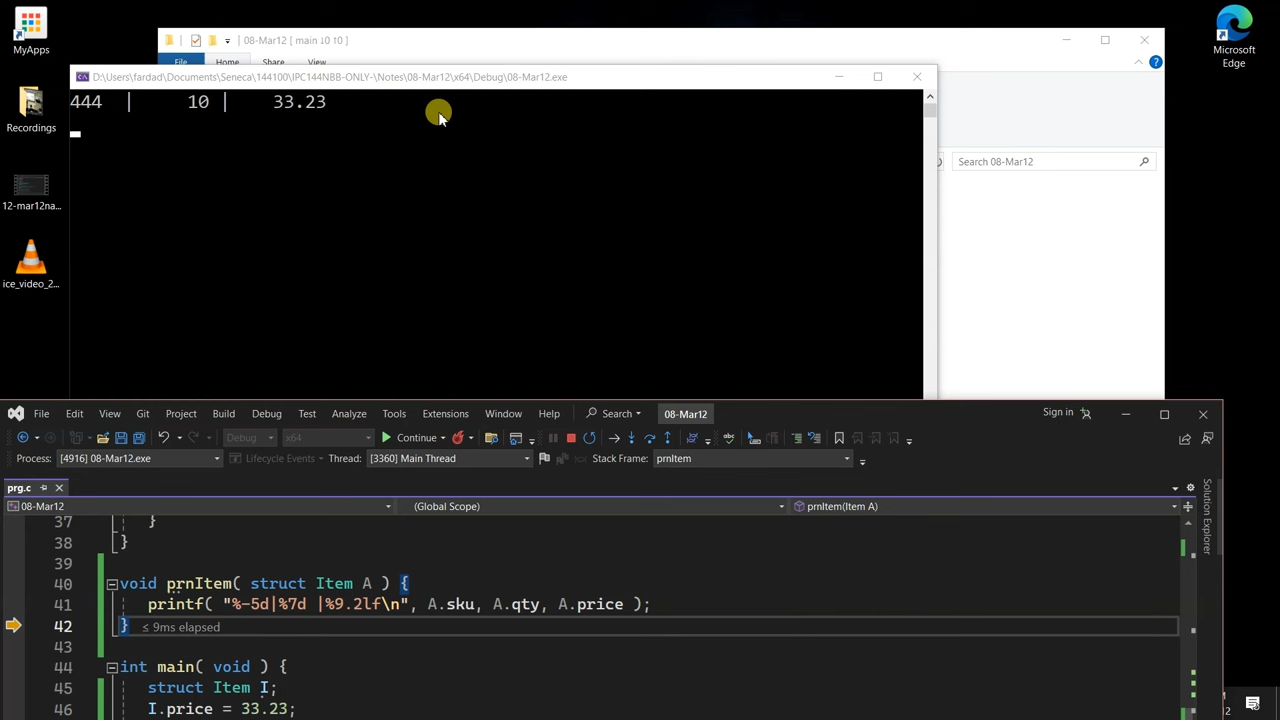 MyApps
Recordings
12-mar12na...
ice_video_2...
Microsoft
Edge
08-Mar12 [ main ↓0 ↑0 ]
File Home Share View
Search 08-Mar12
D:\Users\fardad\Documents\Seneca\144100\IPC144NBB-ONLY-\Notes\08-Mar12\x64\Debug\08-Mar12.exe
444 | 10 | 33.23
File Edit View Git Project Build Debug Test Analyze Tools Extensions Window Help Search 08-Mar12 Sign in
Debug x64 Continue
Process: [4916] 08-Mar12.exe Lifecycle Events Thread: [3360] Main Thread Stack Frame: prnItem
prg.c
08-Mar12 (Global Scope) prnItem(Item A)
Solution Explorer
37 }
38 }
39
40 void prnItem( struct Item A ) {
41 printf( "%-5d|%7d |%9.2lf\n", A.sku, A.qty, A.price );
42 } ≤ 9ms elapsed
43
44 int main( void ) {
45 struct Item I;
46 I.price = 33.23;